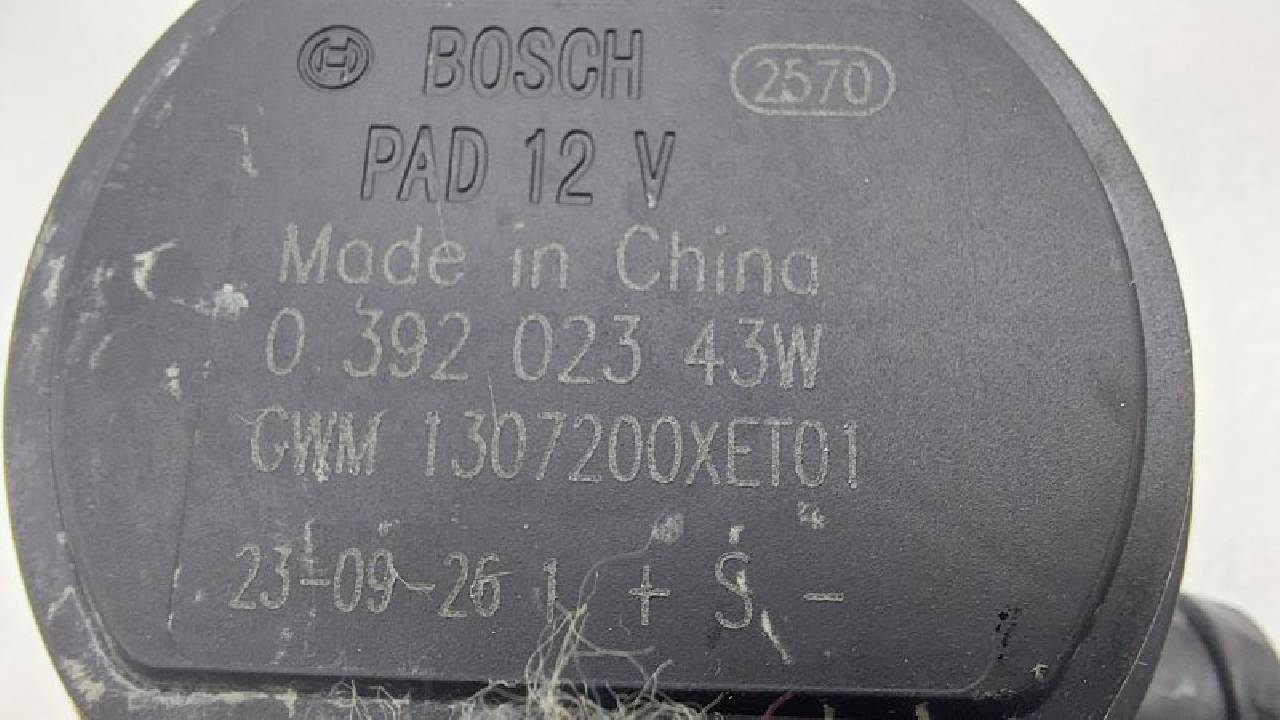 BOSCH 2570
PAD 12 V
Made in China
0 392 023 43W
GWM 1307200XET01
23-09-26 1 + S -